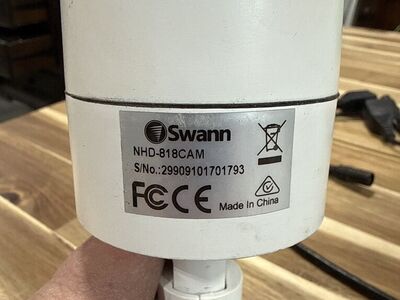 Swann
NHD-818CAM
S/No.:29909101701793
FC CE Made In China